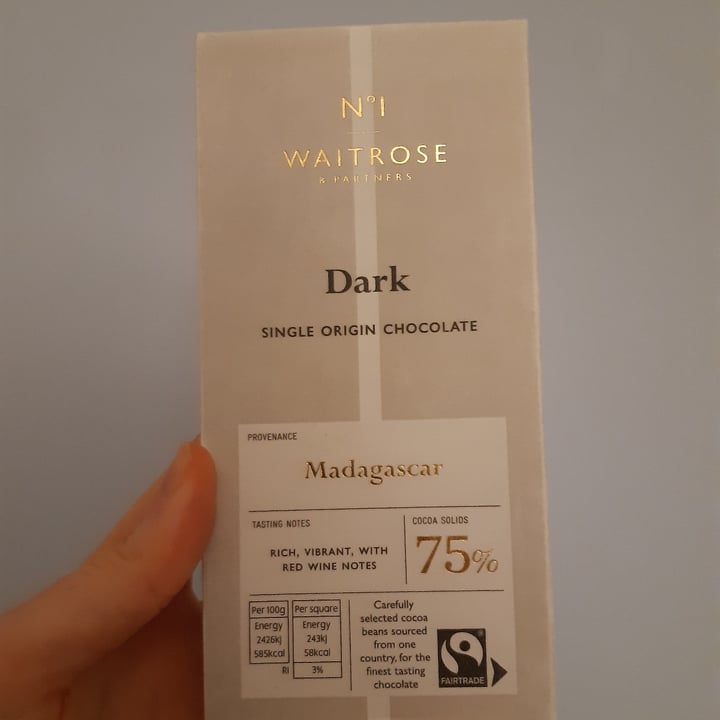 N°1
WAITROSE
& PARTNERS
Dark
SINGLE ORIGIN CHOCOLATE
PROVENANCE
Madagascar
TASTING NOTES
RICH, VIBRANT, WITH
RED WINE NOTES
COCOA SOLIDS
75%
Per 100g
Energy
2426kJ
585kcal
Per square
Energy
243kJ
58kcal
RI 3%
Carefully
selected cocoa
beans sourced
from one
country, for the
finest tasting
chocolate
FAIRTRADE